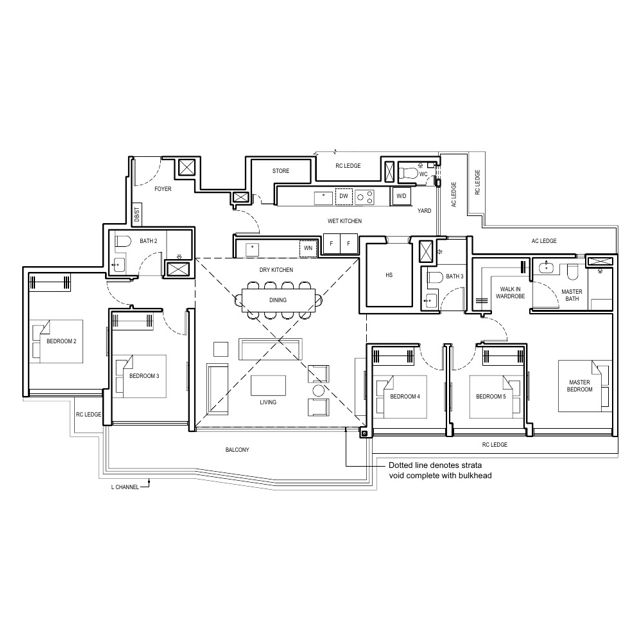 RC LEDGE
STORE
WC
FOYER
DB/ST
DW
W/D
YARD
AC LEDGE
RC LEDGE
WET KITCHEN
BATH 2
WN
F
F
AC LEDGE
DRY KITCHEN
HS
BATH 3
WALK IN
WARDROBE
MASTER
BATH
DINING
BEDROOM 2
BEDROOM 3
LIVING
BEDROOM 4
BEDROOM 5
MASTER
BEDROOM
RC LEDGE
RC LEDGE
BALCONY
Dotted line denotes strata
void complete with bulkhead
L CHANNEL